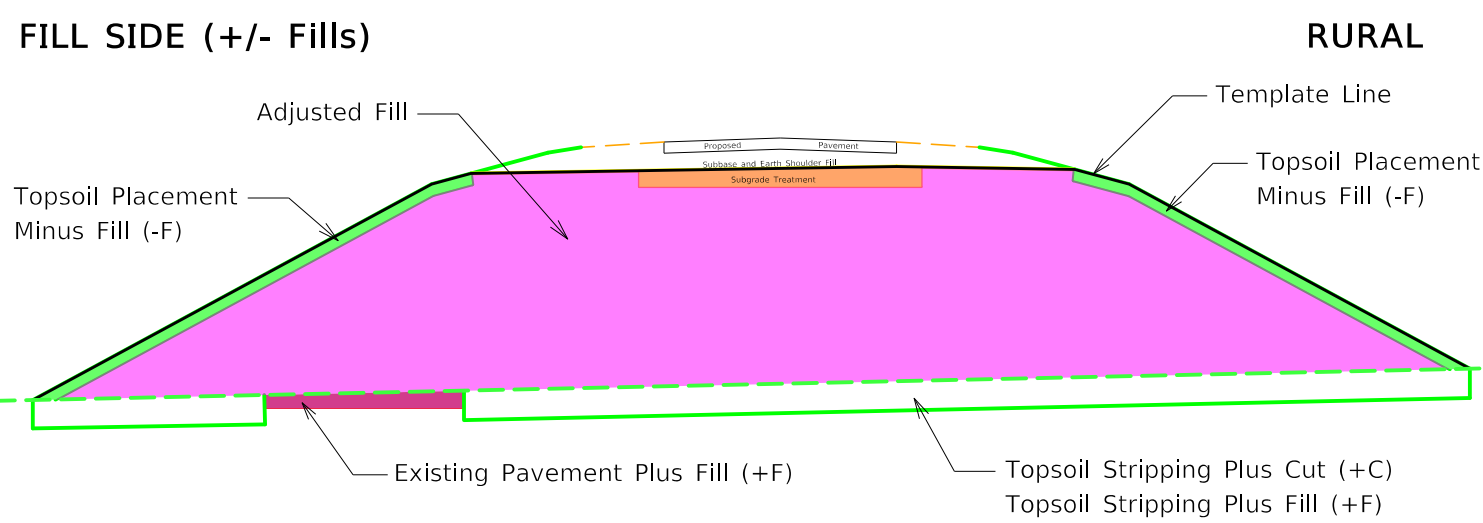 FILL SIDE (+/- Fills)
RURAL
Adjusted Fill
Template Line
Proposed
Pavement
Subbase and Earth Shoulder Fill
Subgrade Treatment
Topsoil Placement
Minus Fill (-F)
Topsoil Placement
Minus Fill (-F)
Existing Pavement Plus Fill (+F)
Topsoil Stripping Plus Cut (+C)
Topsoil Stripping Plus Fill (+F)